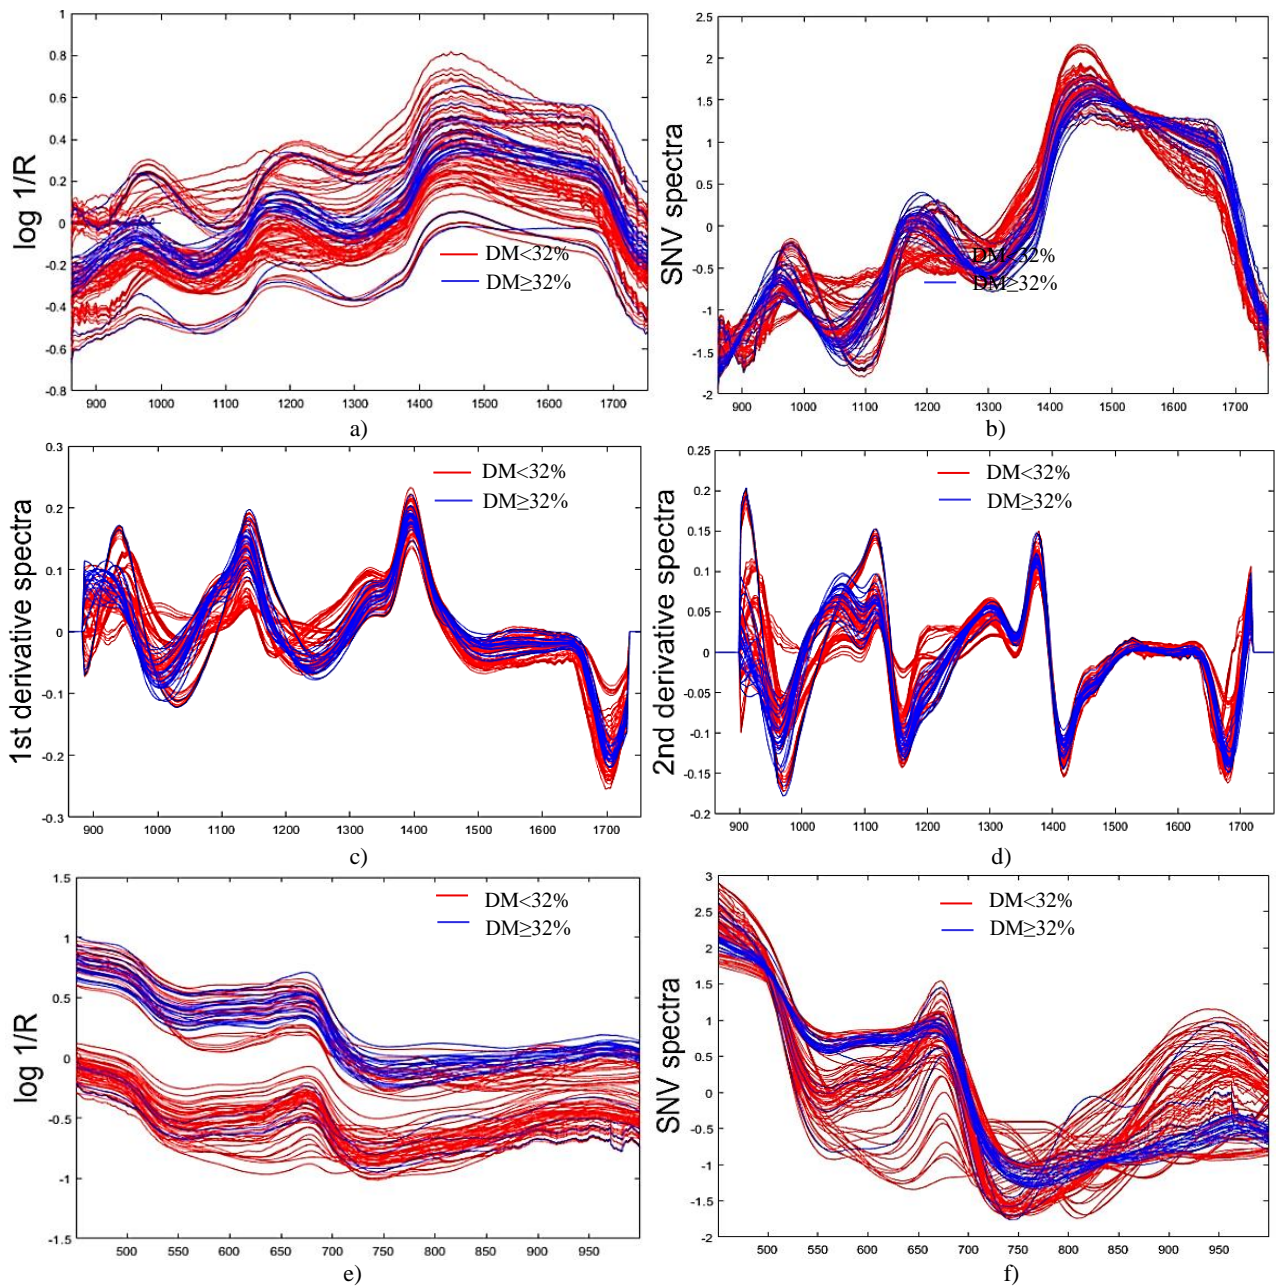 1
0.8
0.6
0.4
0.2
0
-0.2
-0.4
-0.6
-0.8
log 1/R
DM<32%
DM≥32%
900 1000 1100 1200 1300 1400 1500 1600 1700
a)
2.5
2
1.5
1
0.5
0
-0.5
-1
-1.5
-2
SNV spectra
DM<32%
DM≥32%
900 1000 1100 1200 1300 1400 1500 1600 1700
b)
0.3
0.2
0.1
0
-0.1
-0.2
-0.3
1st derivative spectra
DM<32%
DM≥32%
900 1000 1100 1200 1300 1400 1500 1600 1700
c)
0.25
0.2
0.15
0.1
0.05
0
-0.05
-0.1
-0.15
-0.2
2nd derivative spectra
DM<32%
DM≥32%
900 1000 1100 1200 1300 1400 1500 1600 1700
d)
1.5
1
0.5
0
-0.5
-1
-1.5
log 1/R
DM<32%
DM≥32%
500 550 600 650 700 750 800 850 900 950
e)
3
2.5
2
1.5
1
0.5
0
-0.5
-1
-1.5
-2
SNV spectra
DM<32%
DM≥32%
500 550 600 650 700 750 800 850 900 950
f)